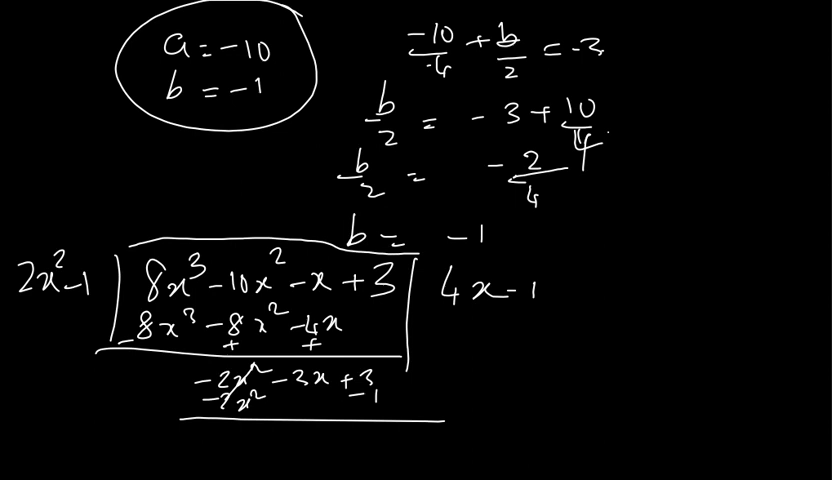 a = -10
b = -1
-10/4 + b/2 = -3
b/2 = - 3 + 10/4
b/2 = - 2/4
b = -1
2x² - 1 | 8x³ - 10x² - x + 3 | 4x - 1
- 8x³ - 8x² - 4x
+ +
- 2x² - 3x + 3
- 2x² - 1